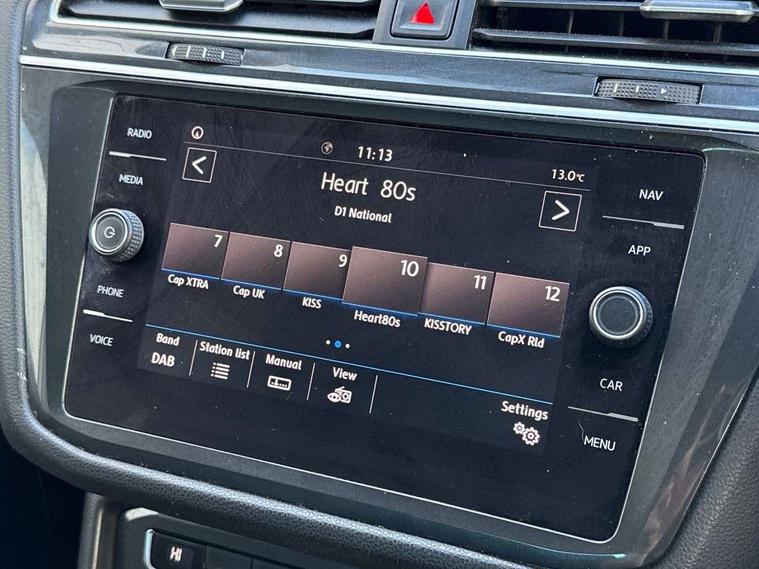 RADIO
MEDIA
PHONE
VOICE
11:13
13.0°c
<
Heart 80s
>
D1 National
7 8 9 10 11 12
Cap XTRA Cap UK KISS Heart80s KISSTORY CapX Rld
Band Station list Manual View
DAB
Settings
NAV
APP
CAR
MENU
HI